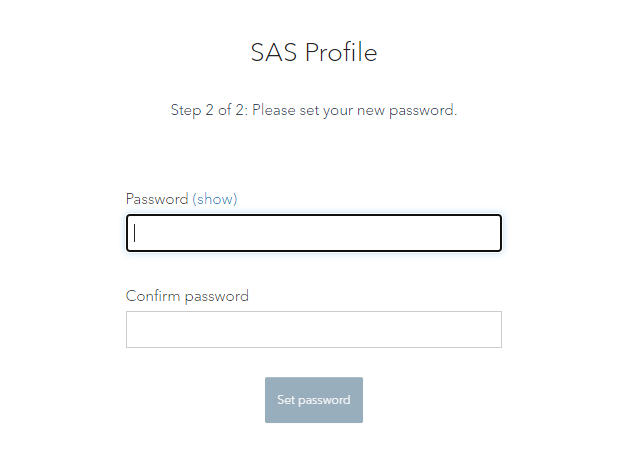 SAS Profile
Step 2 of 2: Please set your new password.
Password (show)
Confirm password
Set password